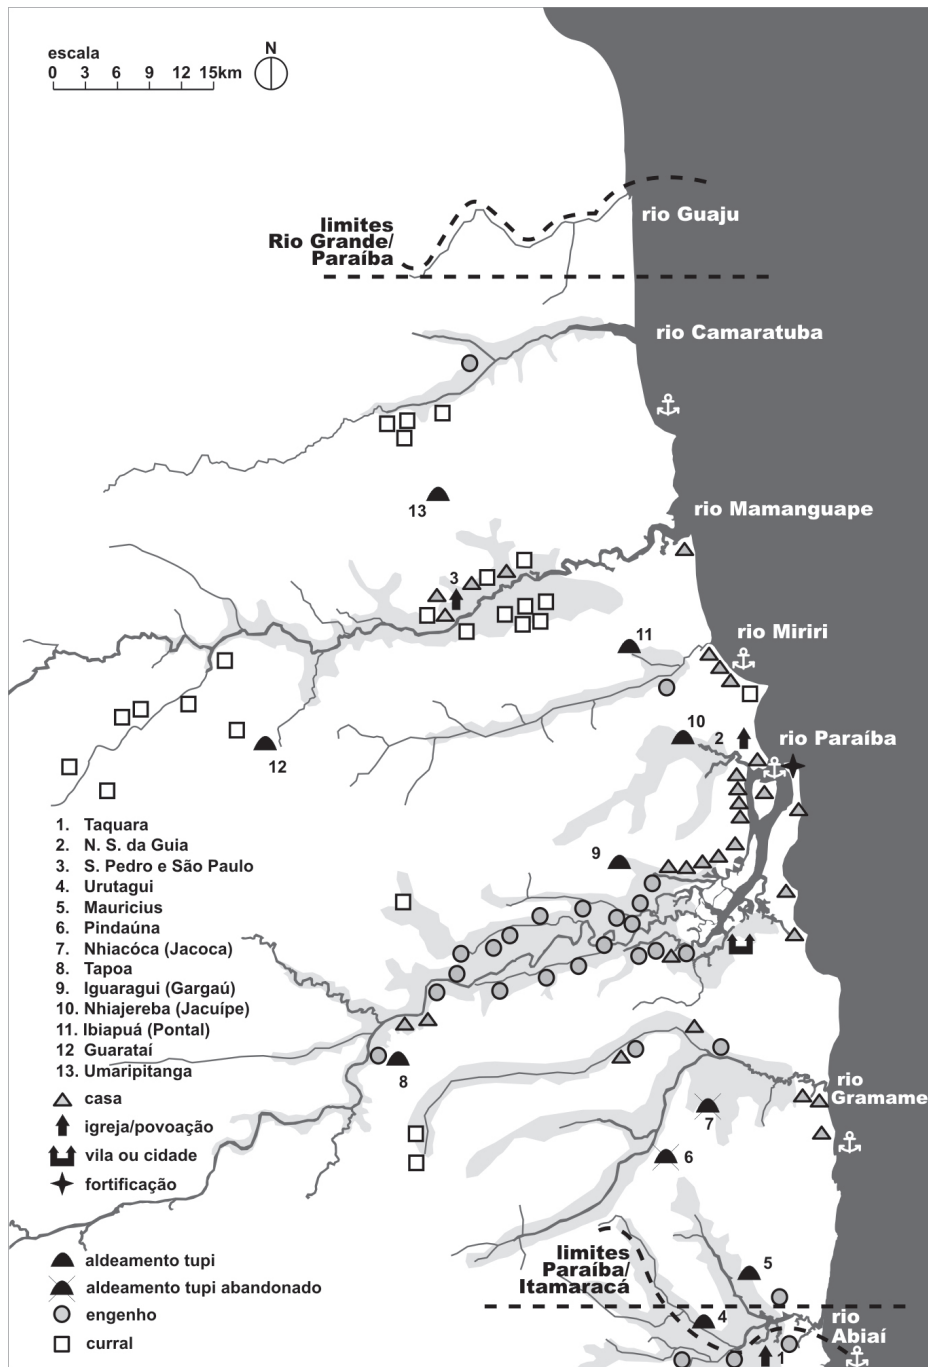 escala
N
0 3 6 9 12 15km
limites
Rio Grande/
Paraíba
rio Guaju
rio Camaratuba
13
rio Mamanguape
3
11
rio Miriri
12
10
2
rio Paraíba
9
8
7
6
rio
Gramame
5
limites
Paraíba/
Itamaracá
4
1
rio
Abiaí
1. Taquara
2. N. S. da Guia
3. S. Pedro e São Paulo
4. Urutagui
5. Mauricius
6. Pindaúna
7. Nhiacóca (Jacoca)
8. Tapoa
9. Iguaragui (Gargaú)
10. Nhiajereba (Jacuípe)
11. Ibiapuá (Pontal)
12 Guarataí
13. Umaripitanga
casa
igreja/povoação
vila ou cidade
fortificação
aldeamento tupi
aldeamento tupi abandonado
engenho
curral